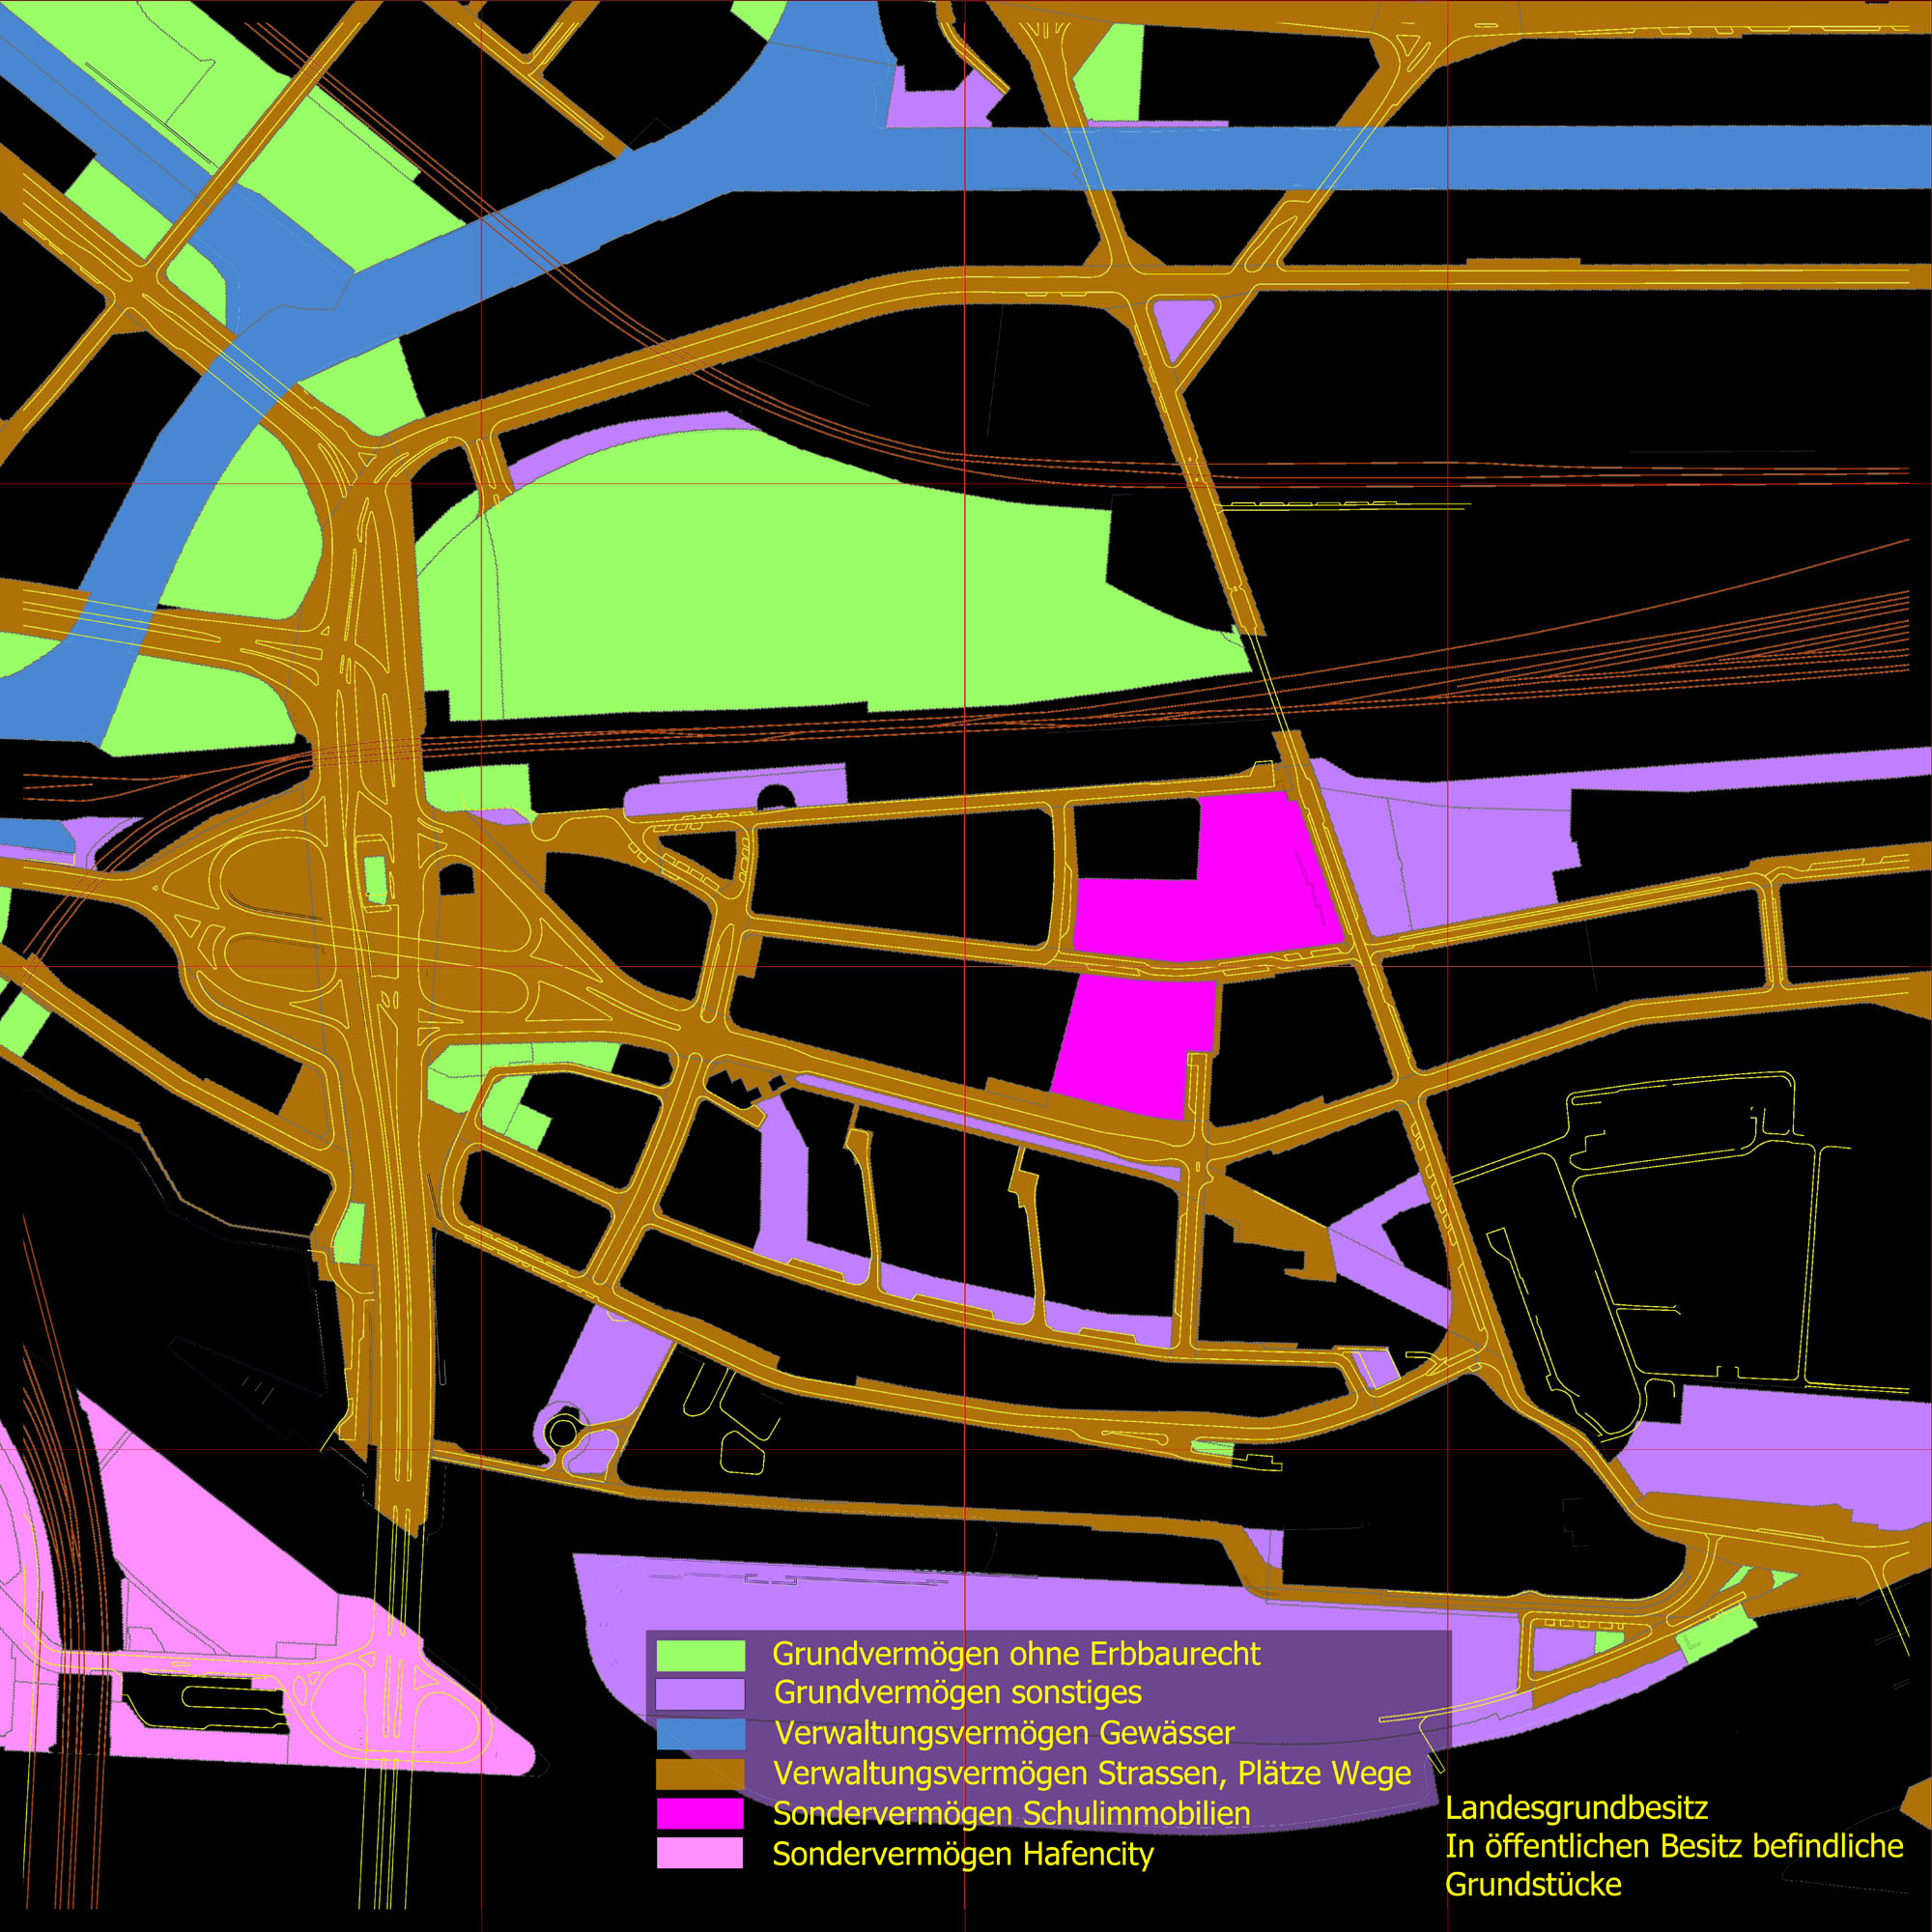 Grundvermögen ohne Erbbaurecht
Grundvermögen sonstiges
Verwaltungsvermögen Gewässer
Verwaltungsvermögen Strassen, Plätze Wege
Sondervermögen Schulimmobilien
Sondervermögen Hafencity
Landesgrundbesitz
In öffentlichen Besitz befindliche
Grundstücke